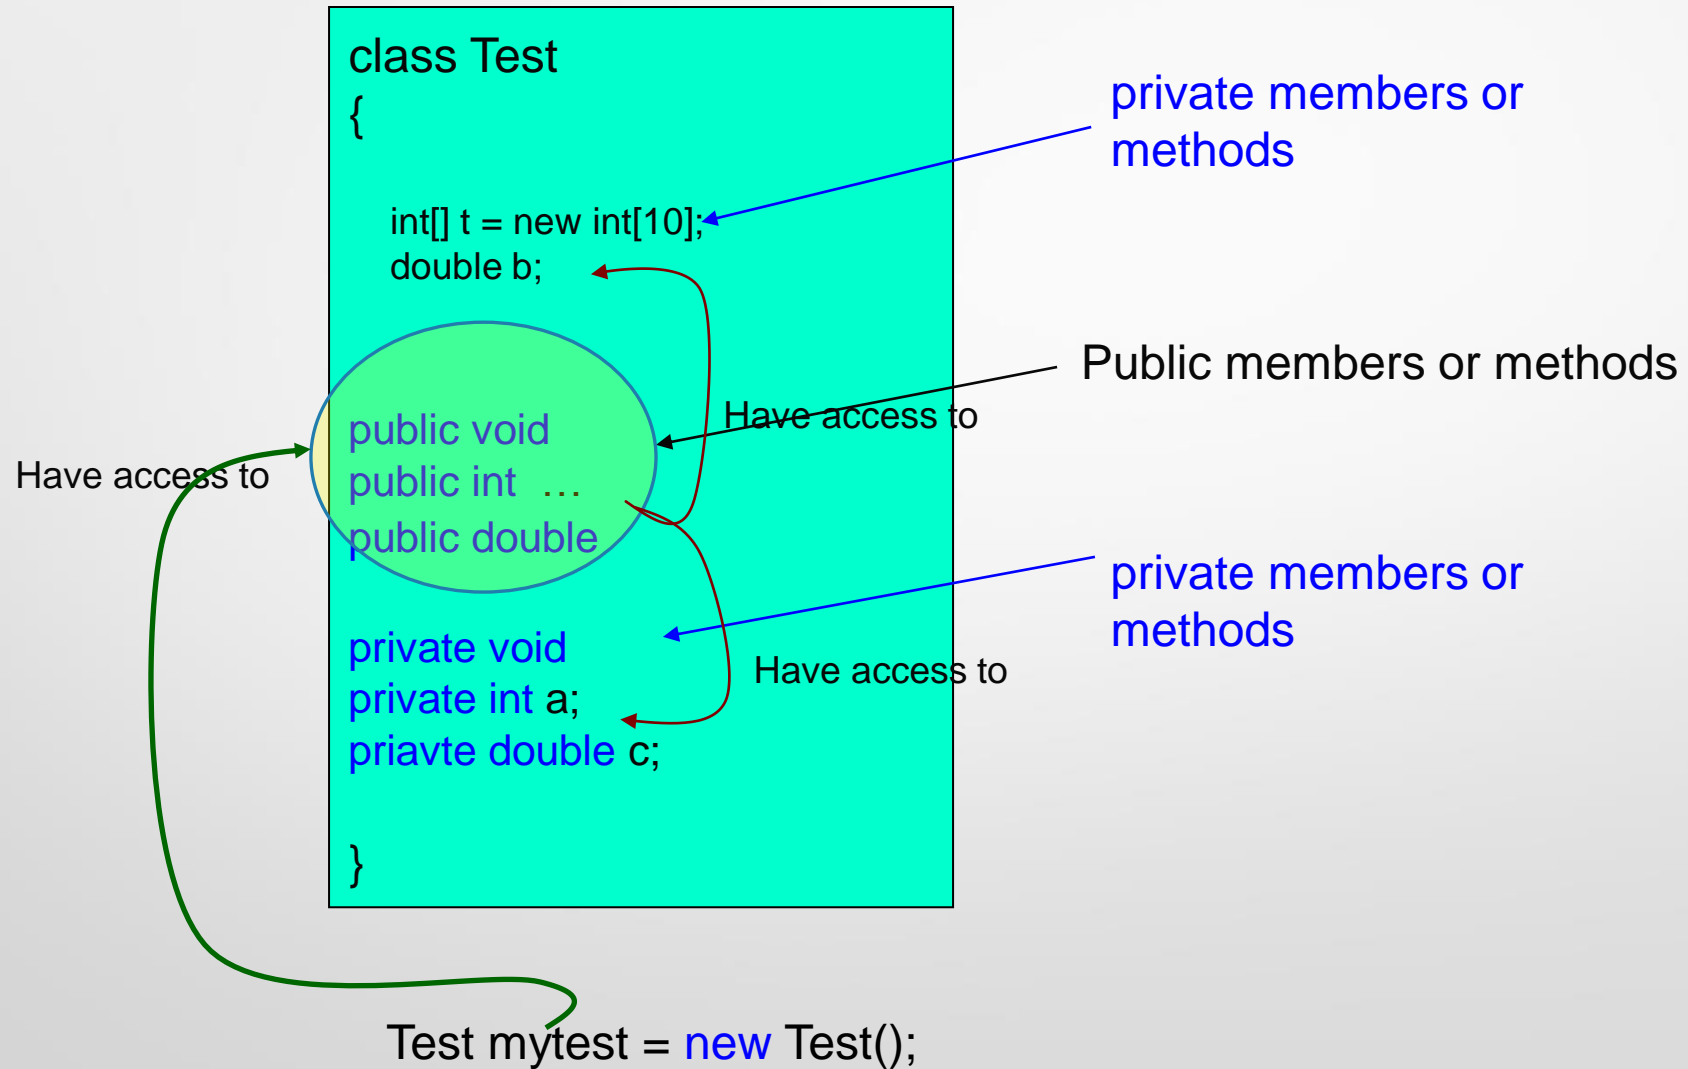 class Test
{
int[] t = new int[10];
double b;
public void
public int …
public double
private void
private int a;
priavte double c;
}
private members or
methods
Public members or methods
Have access to
Have access to
private members or
methods
Have access to
Test mytest = new Test();